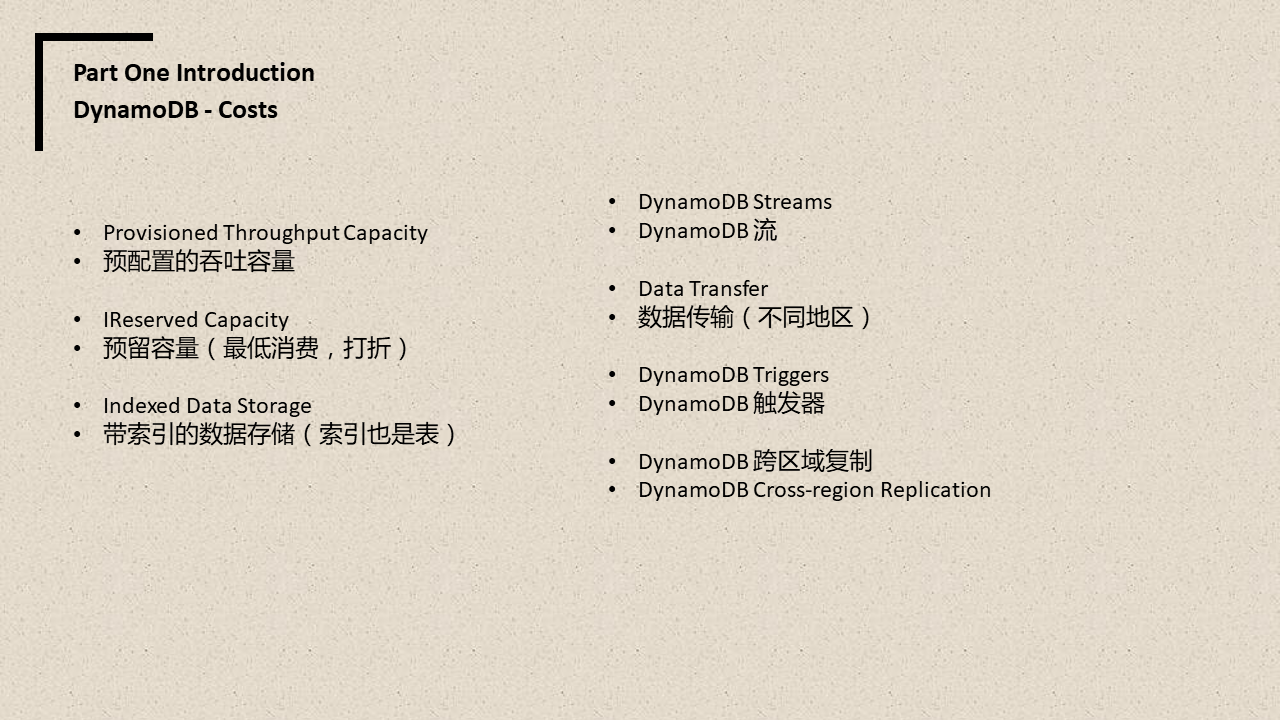 Part One Introduction
DynamoDB - Costs
• Provisioned Throughput Capacity
• 预配置的吞吐容量
• IReserved Capacity
• 预留容量（最低消费，打折）
• Indexed Data Storage
• 带索引的数据存储（索引也是表）
• DynamoDB Streams
• DynamoDB 流
• Data Transfer
• 数据传输（不同地区）
• DynamoDB Triggers
• DynamoDB 触发器
• DynamoDB 跨区域复制
• DynamoDB Cross-region Replication